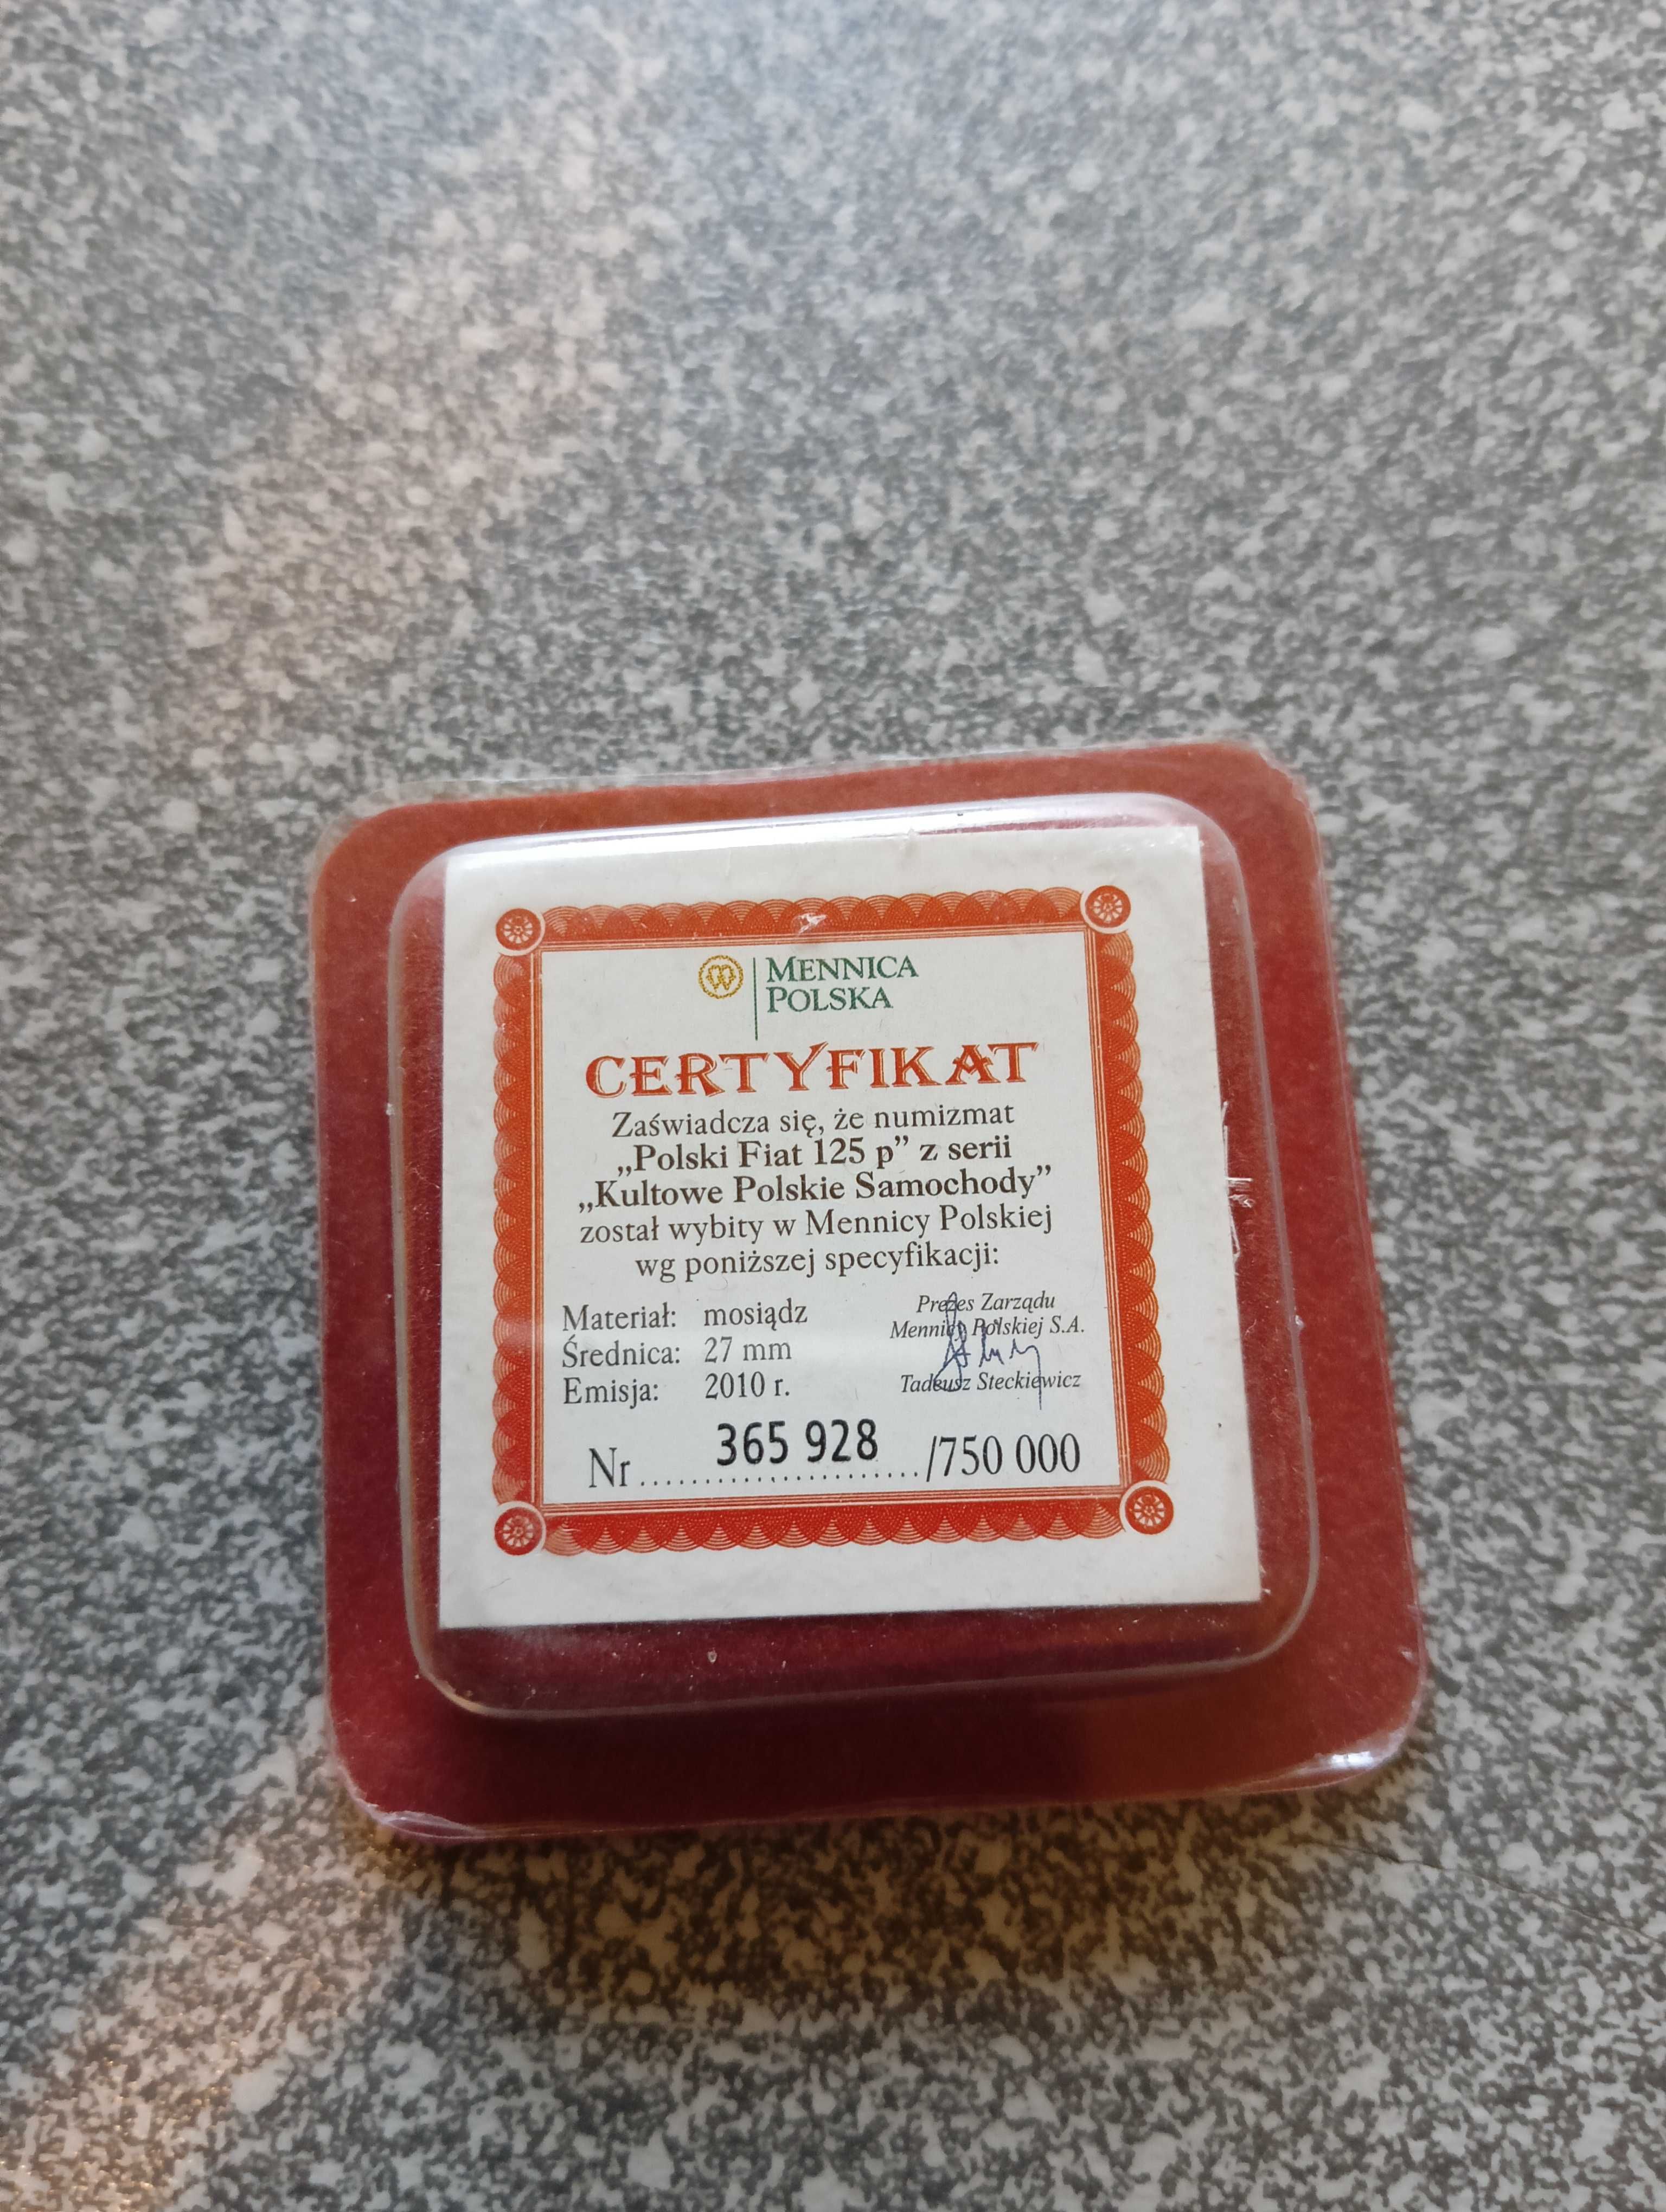 MENNICA
POLSKA
CERTYFIKAT
Zaświadcza się, że numizmat
„Polski Fiat 125 p” z serii
„Kultowe Polskie Samochody”
został wybity w Mennicy Polskiej
wg poniższej specyfikacji:
Materiał: mosiądz
Średnica: 27 mm
Emisja: 2010 r.
Prezes Zarządu
Mennicy Polskiej S.A.
Tadeusz Steckiewicz
Nr 365 928 /750 000